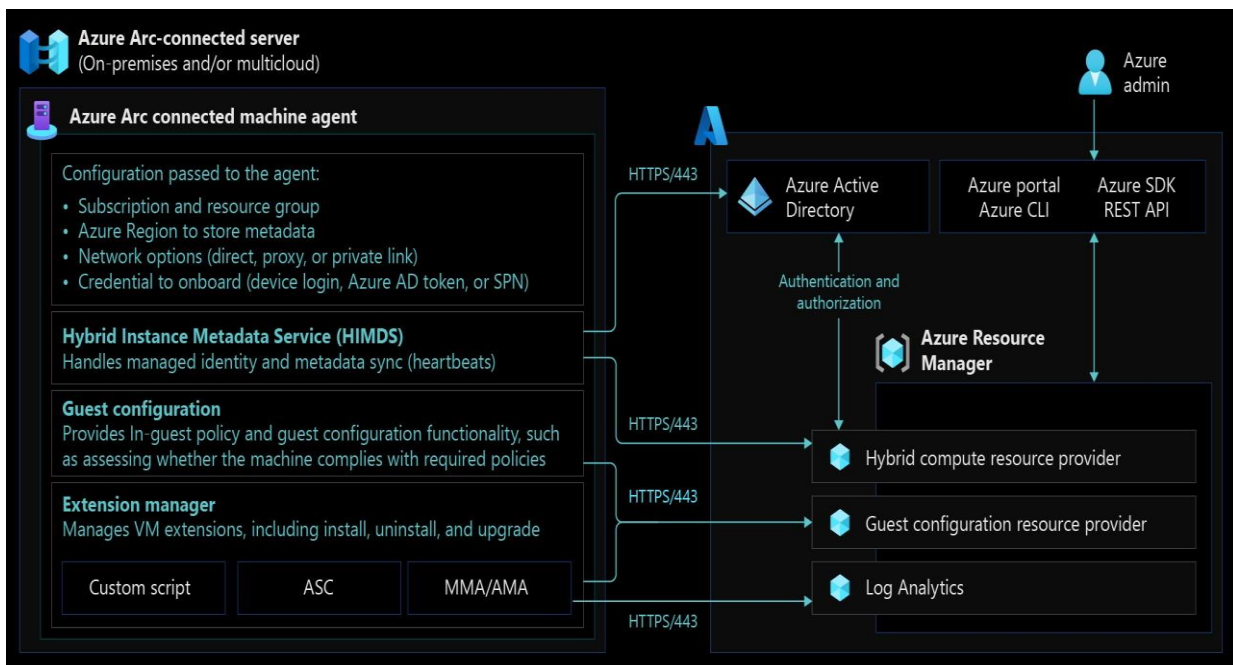 Azure Arc-connected server
(On-premises and/or multicloud)
Azure Arc connected machine agent
Configuration passed to the agent:
• Subscription and resource group
• Azure Region to store metadata
• Network options (direct, proxy, or private link)
• Credential to onboard (device login, Azure AD token, or SPN)
Hybrid Instance Metadata Service (HIMDS)
Handles managed identity and metadata sync (heartbeats)
Guest configuration
Provides In-guest policy and guest configuration functionality, such
as assessing whether the machine complies with required policies
Extension manager
Manages VM extensions, including install, uninstall, and upgrade
Custom script
ASC
MMA/AMA
HTTPS/443
HTTPS/443
HTTPS/443
HTTPS/443
Azure
admin
Azure Active
Directory
Azure portal
Azure CLI
Azure SDK
REST API
Authentication and
authorization
Azure Resource
Manager
Hybrid compute resource provider
Guest configuration resource provider
Log Analytics